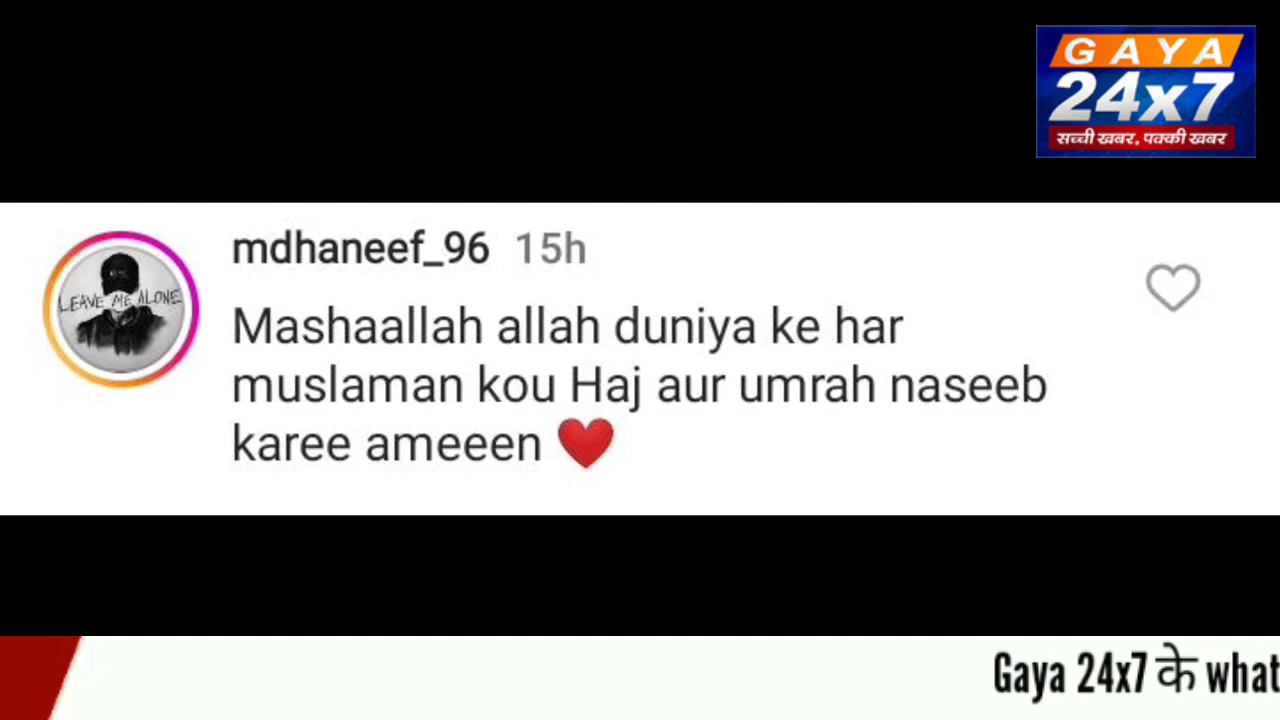 GAYA
24x7
सच्ची खबर, पक्की खबर
mdhaneef_96 15h
LEAVE ME ALONE
Mashaallah allah duniya ke har
muslaman kou Haj aur umrah naseeb
karee ameeen ❤️
Gaya 24x7 के what